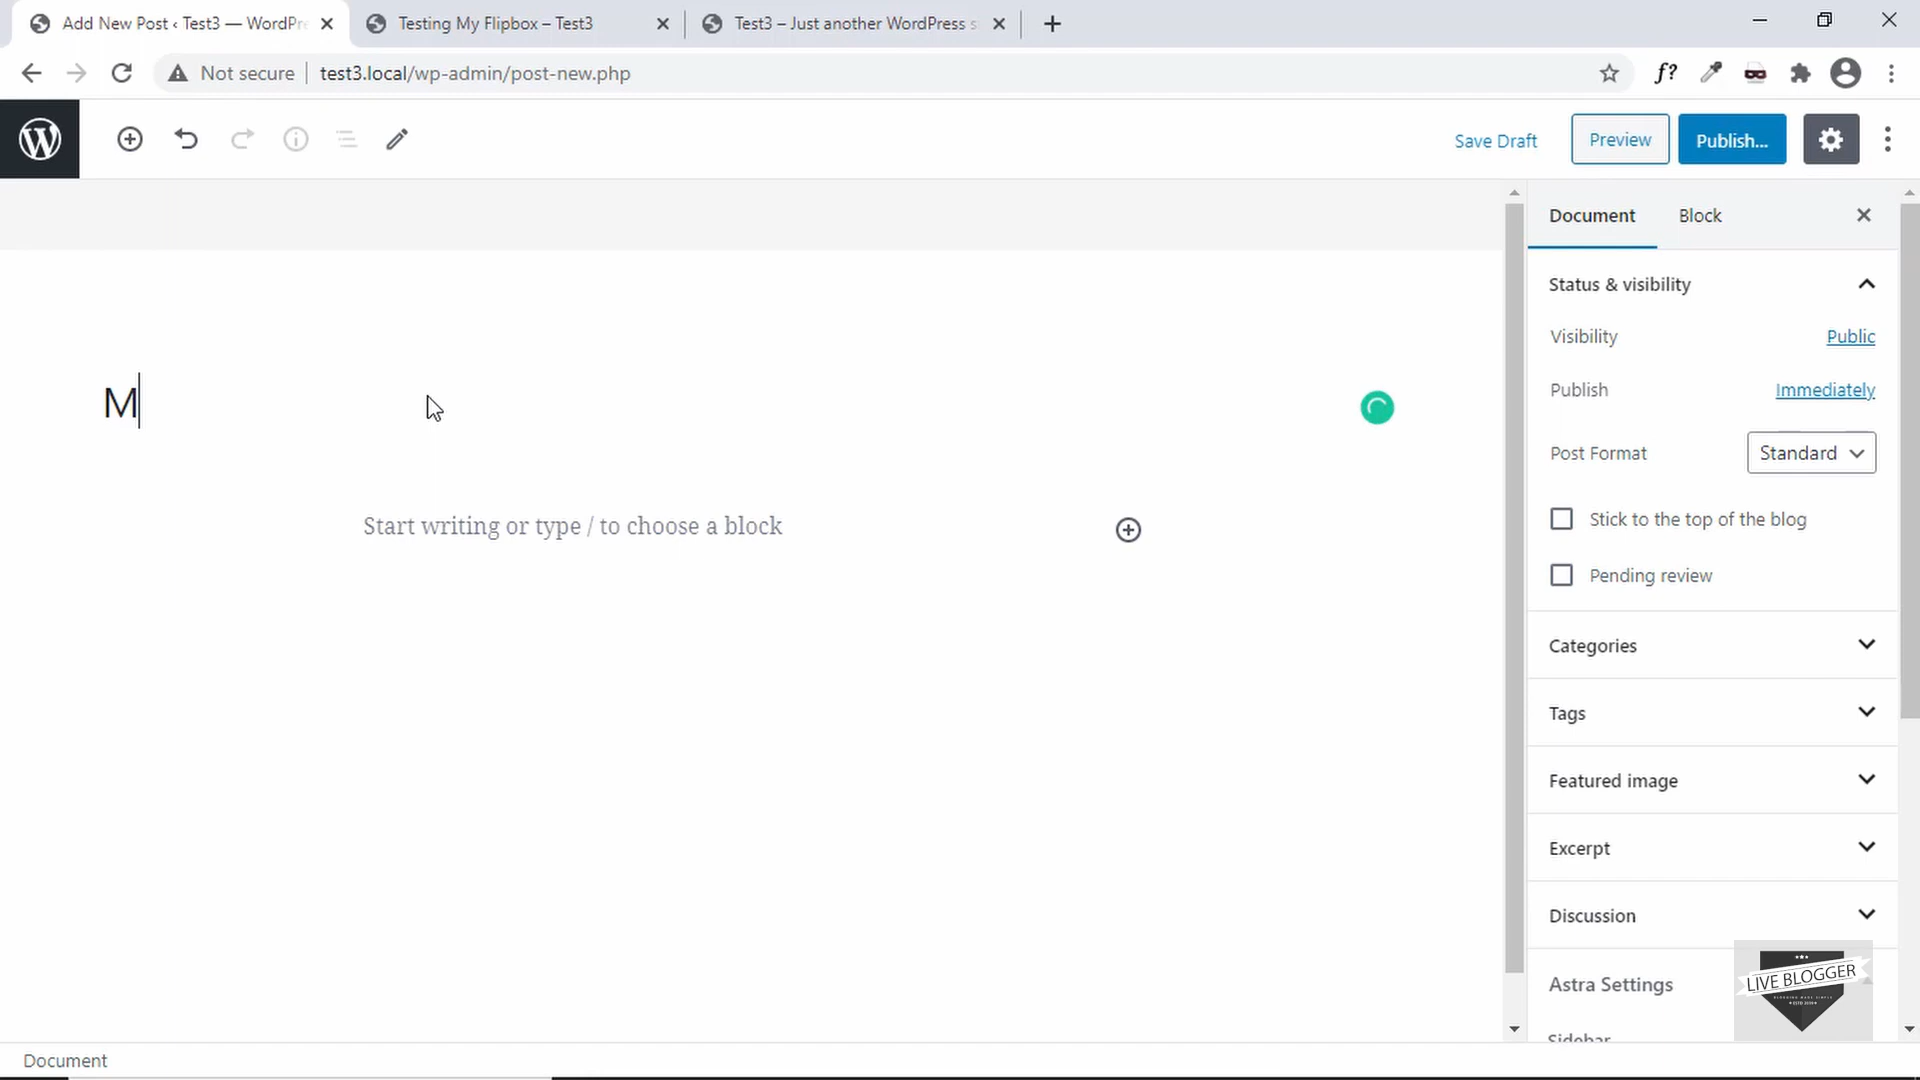 Add New Post ‹ Test3 — WordPre
Testing My Flipbox – Test3
Test3 – Just another WordPress s
Not secure
test3.local/wp-admin/post-new.php
f?
Save Draft
Preview
Publish...
Document
Block
Status & visibility
Visibility
Public
Publish
Immediately
M
Post Format
Standard
Start writing or type / to choose a block
Stick to the top of the blog
Pending review
Categories
Tags
Featured image
Excerpt
Discussion
Astra Settings
LIVE BLOGGER
Sidebar
Document